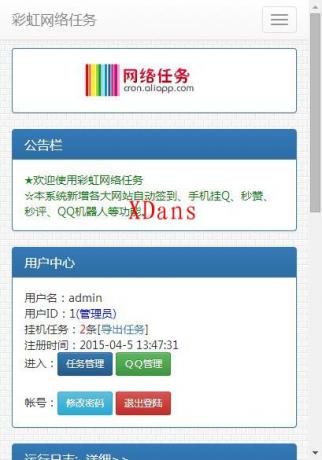 彩虹网络任务
网络任务
cron.aliapp.com
公告栏
★欢迎使用彩虹网络任务
☆本系统新增各大网站自动签到、手机挂Q、秒赞、
秒评、QQ机器人等功能。
XDans
用户中心
用户名：admin
用户ID：1(管理员)
挂机任务：2条[导出任务]
注册时间：2015-04-5 13:47:31
进入： 任务管理 QQ管理
帐号： 修改密码 退出登陆
运行日志: 详细>>